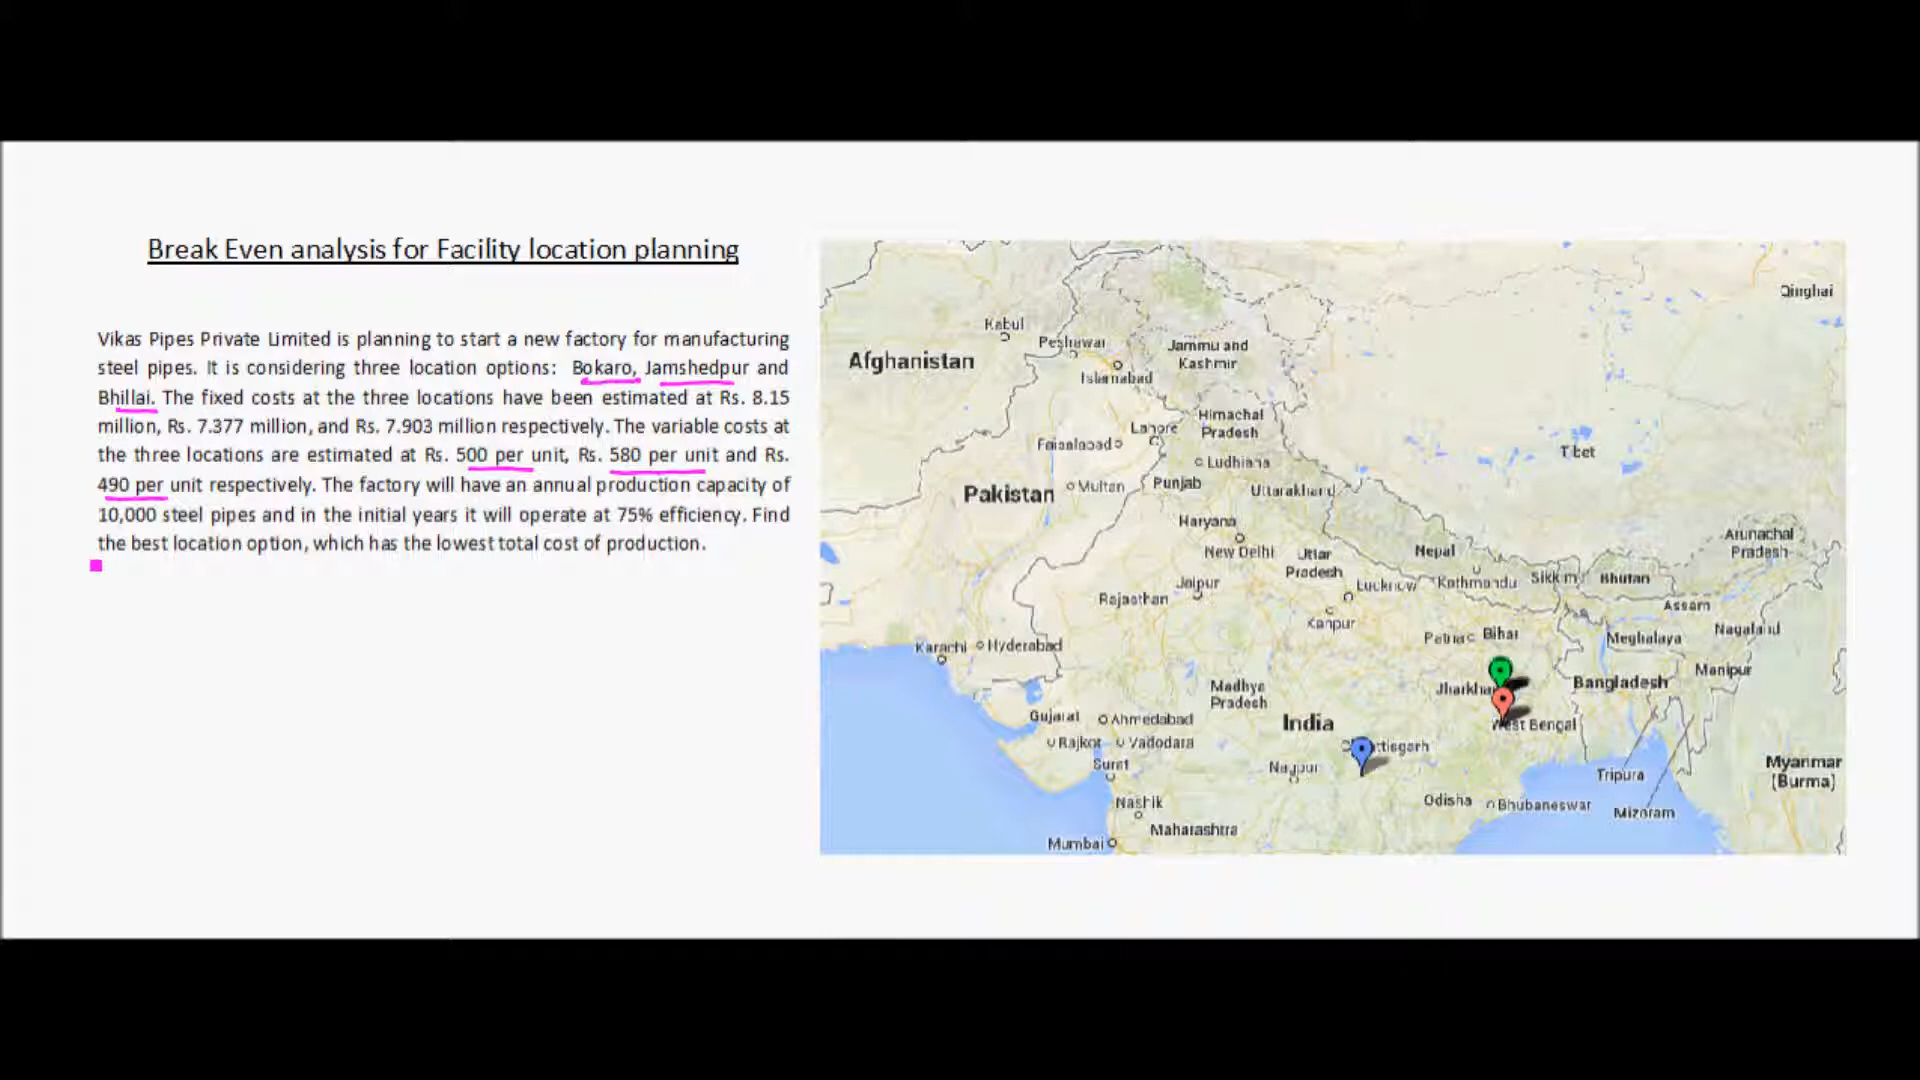 Break Even analysis for Facility location planning
Vikas Pipes Private Limited is planning to start a new factory for manufacturing
steel pipes. It is considering three location options: Bokaro, Jamshedpur and
Bhillai. The fixed costs at the three locations have been estimated at Rs. 8.15
million, Rs. 7.377 million, and Rs. 7.903 million respectively. The variable costs at
the three locations are estimated at Rs. 500 per unit, Rs. 580 per unit and Rs.
490 per unit respectively. The factory will have an annual production capacity of
10,000 steel pipes and in the initial years it will operate at 75% efficiency. Find
the best location option, which has the lowest total cost of production.
Qinghai
Kabul
Peshawar
Jammu and
Kashmir
Afghanistan
Islamabad
Himachal
Pradesh
Lahore
Faisalabad
Tibet
Ludhiana
Punjab
Multan
Pakistan
Uttarakhand
Haryana
New Delhi
Arunachal
Pradesh
Nepal
Uttar
Pradesh
Sikkim
Bhutan
Kathmandu
Lucknow
Jaipur
Rajasthan
Assam
Kanpur
Nagaland
Patna
Bihar
Meghalaya
Karachi
Hyderabad
Manipur
Bangladesh
Madhya
Pradesh
West Bengal
India
Gujarat
Ahmedabad
Rajkot
Vadodara
Surat
Nagpur
Tripura
Myanmar
(Burma)
Odisha
Bhubaneswar
Mizoram
Nashik
Maharashtra
Mumbai